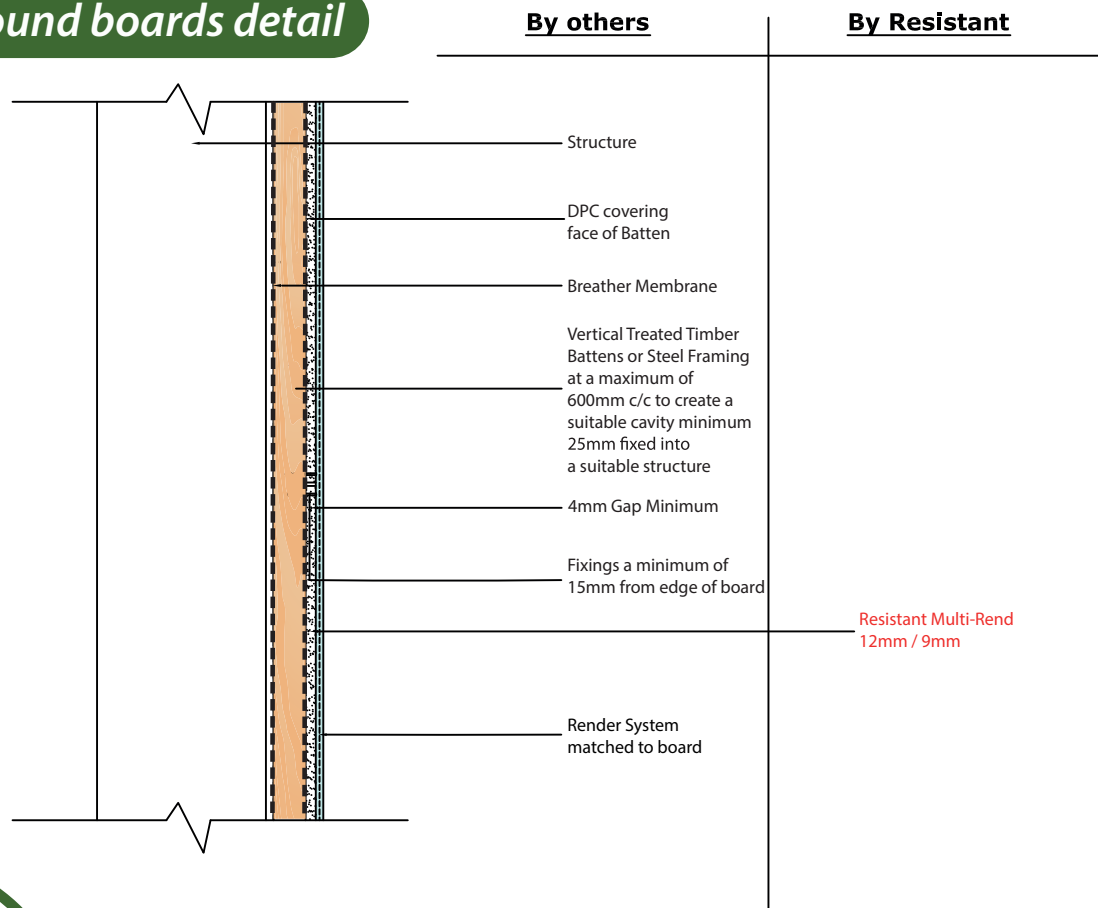 ound boards detail
By others
By Resistant
Structure
DPC covering
face of Batten
Breather Membrane
Vertical Treated Timber
Battens or Steel Framing
at a maximum of
600mm c/c to create a
suitable cavity minimum
25mm fixed into
a suitable structure
4mm Gap Minimum
Fixings a minimum of
15mm from edge of board
Resistant Multi-Rend
12mm / 9mm
Render System
matched to board